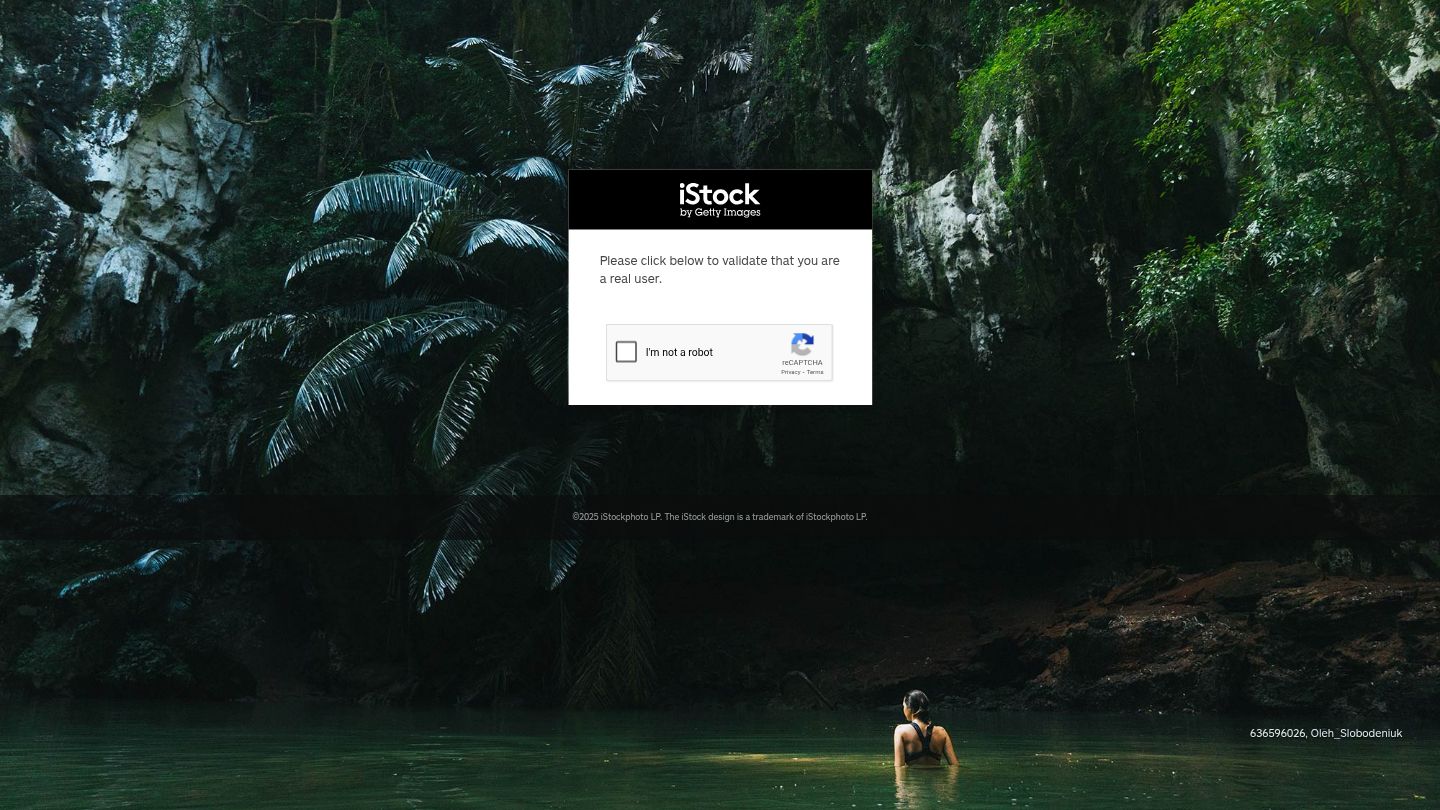 iStock
by Getty Images
Please click below to validate that you are
a real user.
I'm not a robot
reCAPTCHA
Privacy - Terms
©2025 iStockphoto LP. The iStock design is a trademark of iStockphoto LP.
636596026, Oleh_Slobodeniuk